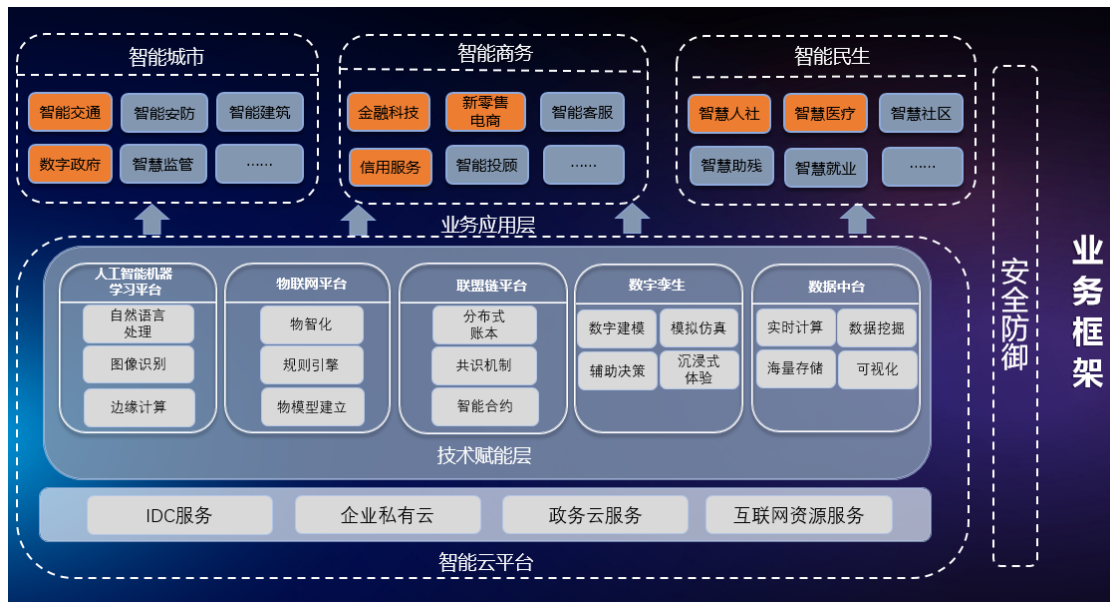 智能城市
智能交通
智能安防
智能建筑
数字政府
智慧监管
……
智能商务
金融科技
新零售
电商
智能客服
信用服务
智能投顾
……
智能民生
智慧人社
智慧医疗
智慧社区
智慧助残
智慧就业
……
业务应用层
人工智能机器
学习平台
自然语言
处理
图像识别
边缘计算
物联网平台
物智化
规则引擎
物模型建立
联盟链平台
分布式
账本
共识机制
智能合约
数字孪生
数字建模
模拟仿真
辅助决策
沉浸式
体验
数据中台
实时计算
数据挖掘
海量存储
可视化
技术赋能层
IDC服务
企业私有云
政务云服务
互联网资源服务
智能云平台
安全防御
业务框架